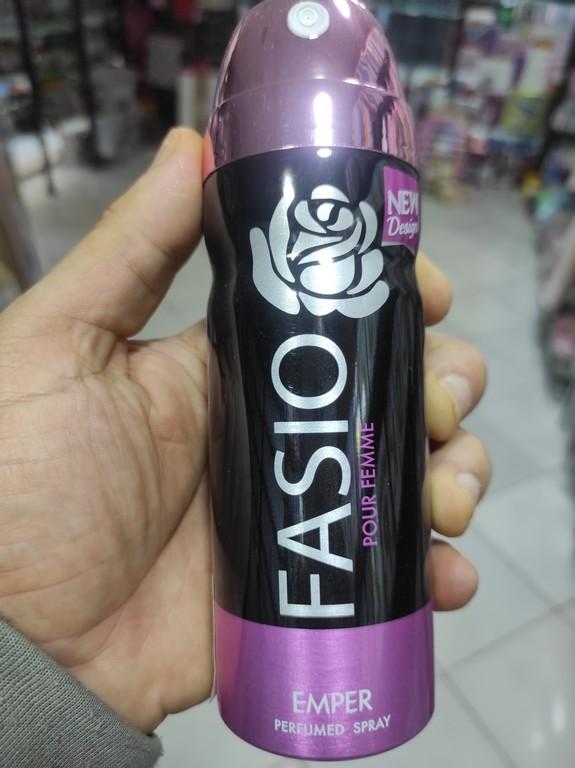 NEW
Design
FASIO
POUR FEMME
EMPER
PERFUMED SPRAY